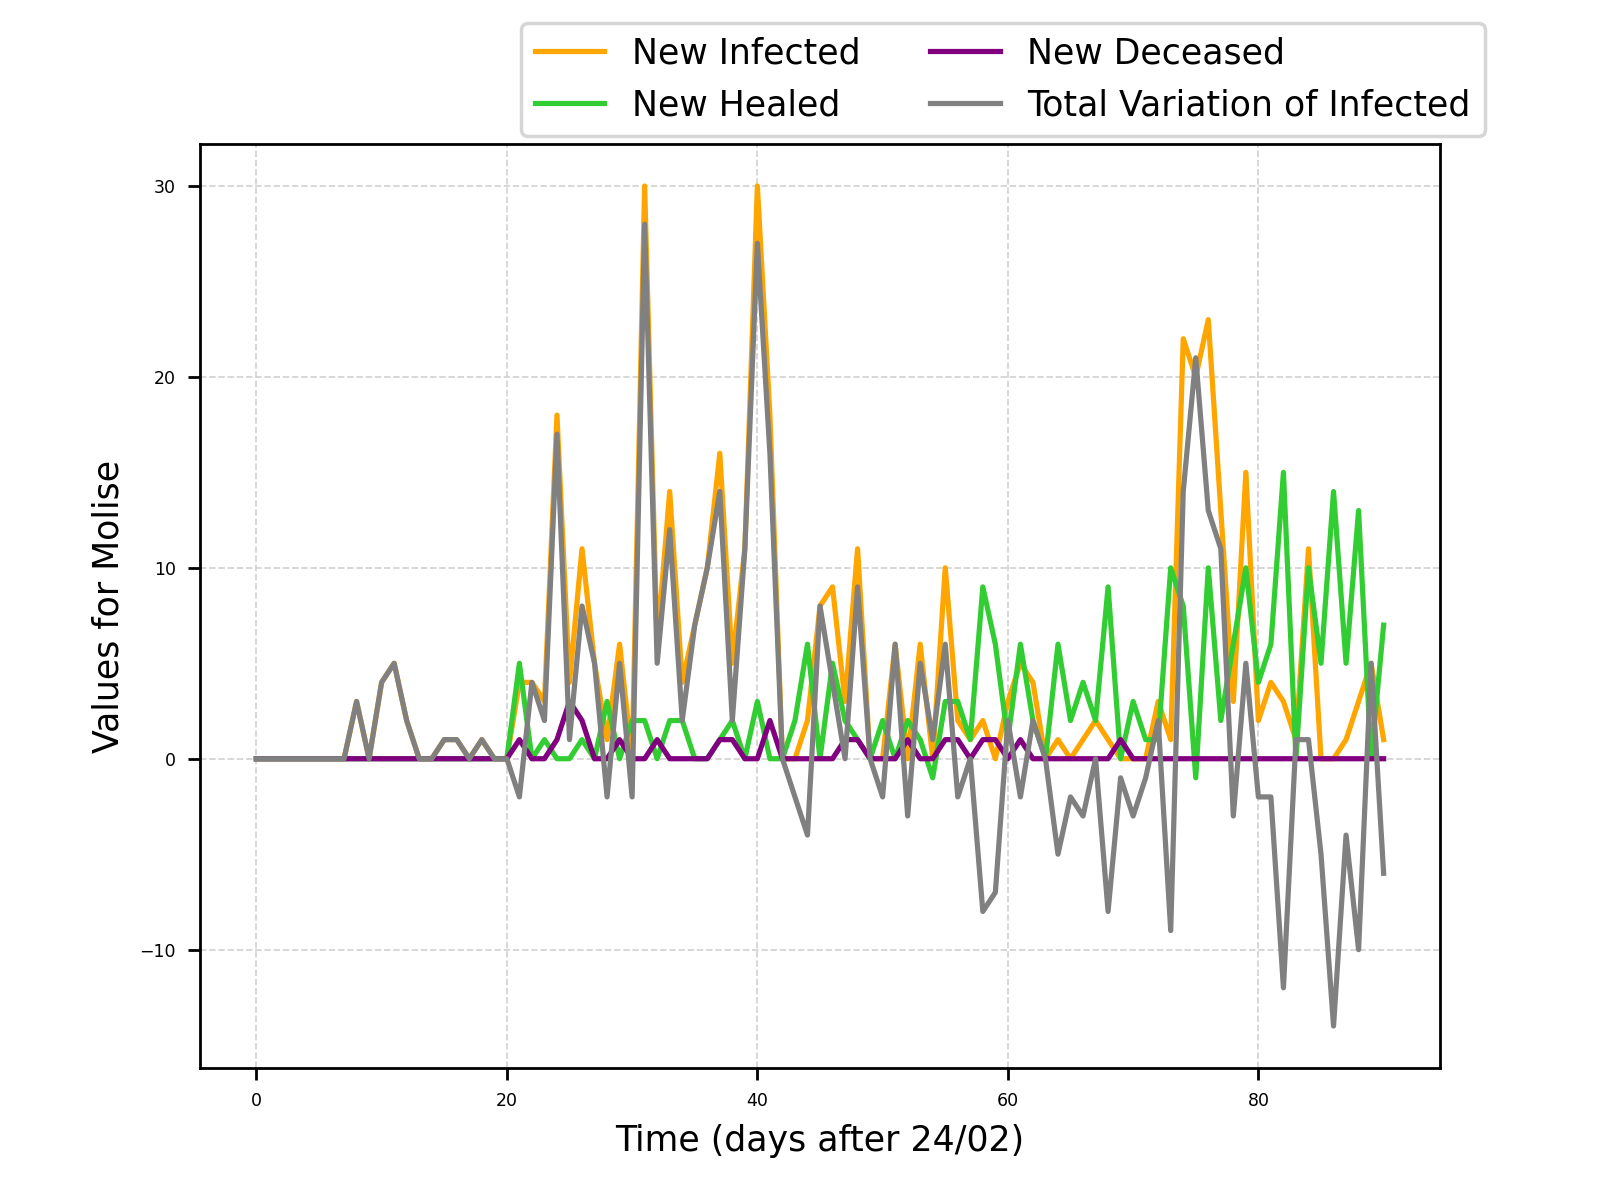 New Infected
New Healed
New Deceased
Total Variation of Infected
Values for Molise
30
20
10
0
−10
0 20 40 60 80
Time (days after 24/02)